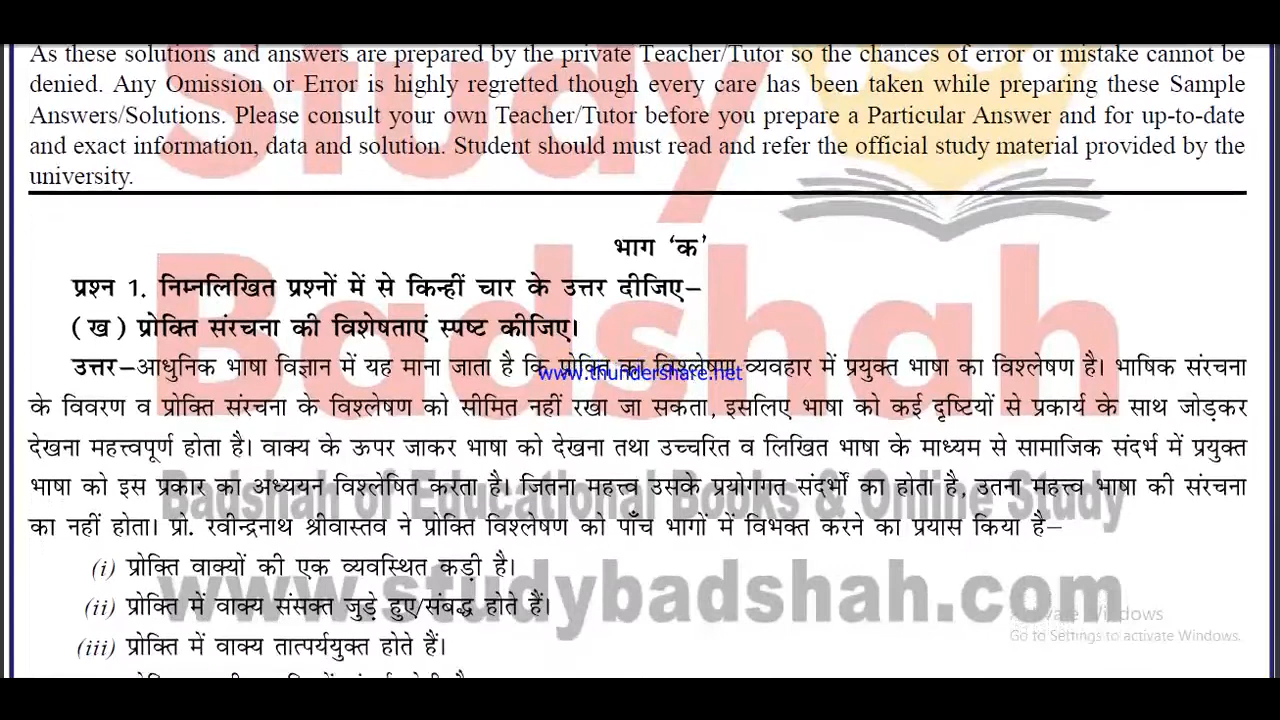 As these solutions and answers are prepared by the private Teacher/Tutor so the chances of error or mistake cannot be
denied. Any Omission or Error is highly regretted though every care has been taken while preparing these Sample
Answers/Solutions. Please consult your own Teacher/Tutor before you prepare a Particular Answer and for up-to-date
and exact information, data and solution. Student should must read and refer the official study material provided by the
university.
Study
Badshah
भाग ‘क’
प्रश्न 1. निम्नलिखित प्रश्नों में से किन्हीं चार के उत्तर दीजिए–
(ख) प्रोक्ति संरचना की विशेषताएं स्पष्ट कीजिए।
उत्तर–आधुनिक भाषा विज्ञान में यह माना जाता है कि प्रोक्ति का विश्लेषण व्यवहार में प्रयुक्त भाषा का विश्लेषण है। भाषिक संरचना
www.thundershare.net
के विवरण व प्रोक्ति संरचना के विश्लेषण को सीमित नहीं रखा जा सकता, इसलिए भाषा को कई दृष्टियों से प्रकार्य के साथ जोड़कर
देखना महत्त्वपूर्ण होता है। वाक्य के ऊपर जाकर भाषा को देखना तथा उच्चरित व लिखित भाषा के माध्यम से सामाजिक संदर्भ में प्रयुक्त
भाषा को इस प्रकार का अध्ययन विश्लेषित करता है। जितना महत्त्व उसके प्रयोगगत संदर्भों का होता है, उतना महत्त्व भाषा की संरचना
Badshah of Educational Books & Online Study
का नहीं होता। प्रो. रवीन्द्रनाथ श्रीवास्तव ने प्रोक्ति विश्लेषण को पाँच भागों में विभक्त करने का प्रयास किया है–
(i) प्रोक्ति वाक्यों की एक व्यवस्थित कड़ी है।
www.studybadshah.com
(ii) प्रोक्ति में वाक्य संसक्त जुड़े हुए/संबद्ध होते हैं।
(iii) प्रोक्ति में वाक्य तात्पर्ययुक्त होते हैं।
Activate Windows
Go to Settings to activate Windows.